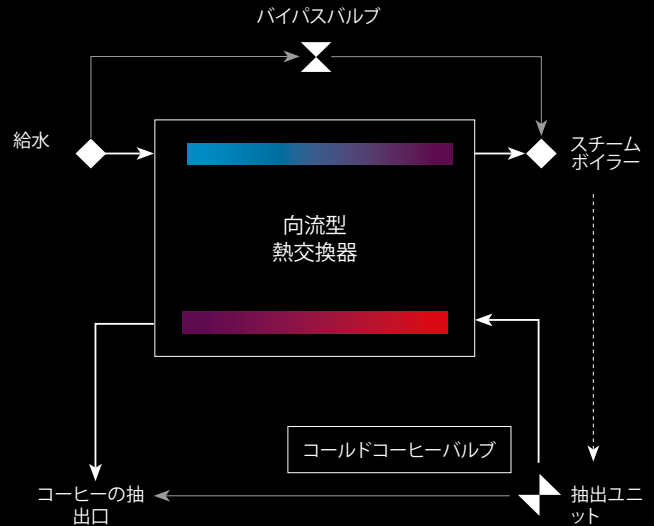 バイパスバルブ
給水
スチーム
ボイラー
向流型
熱交換器
コールドコーヒーバルブ
コーヒーの抽
出口
抽出ユニ
ット